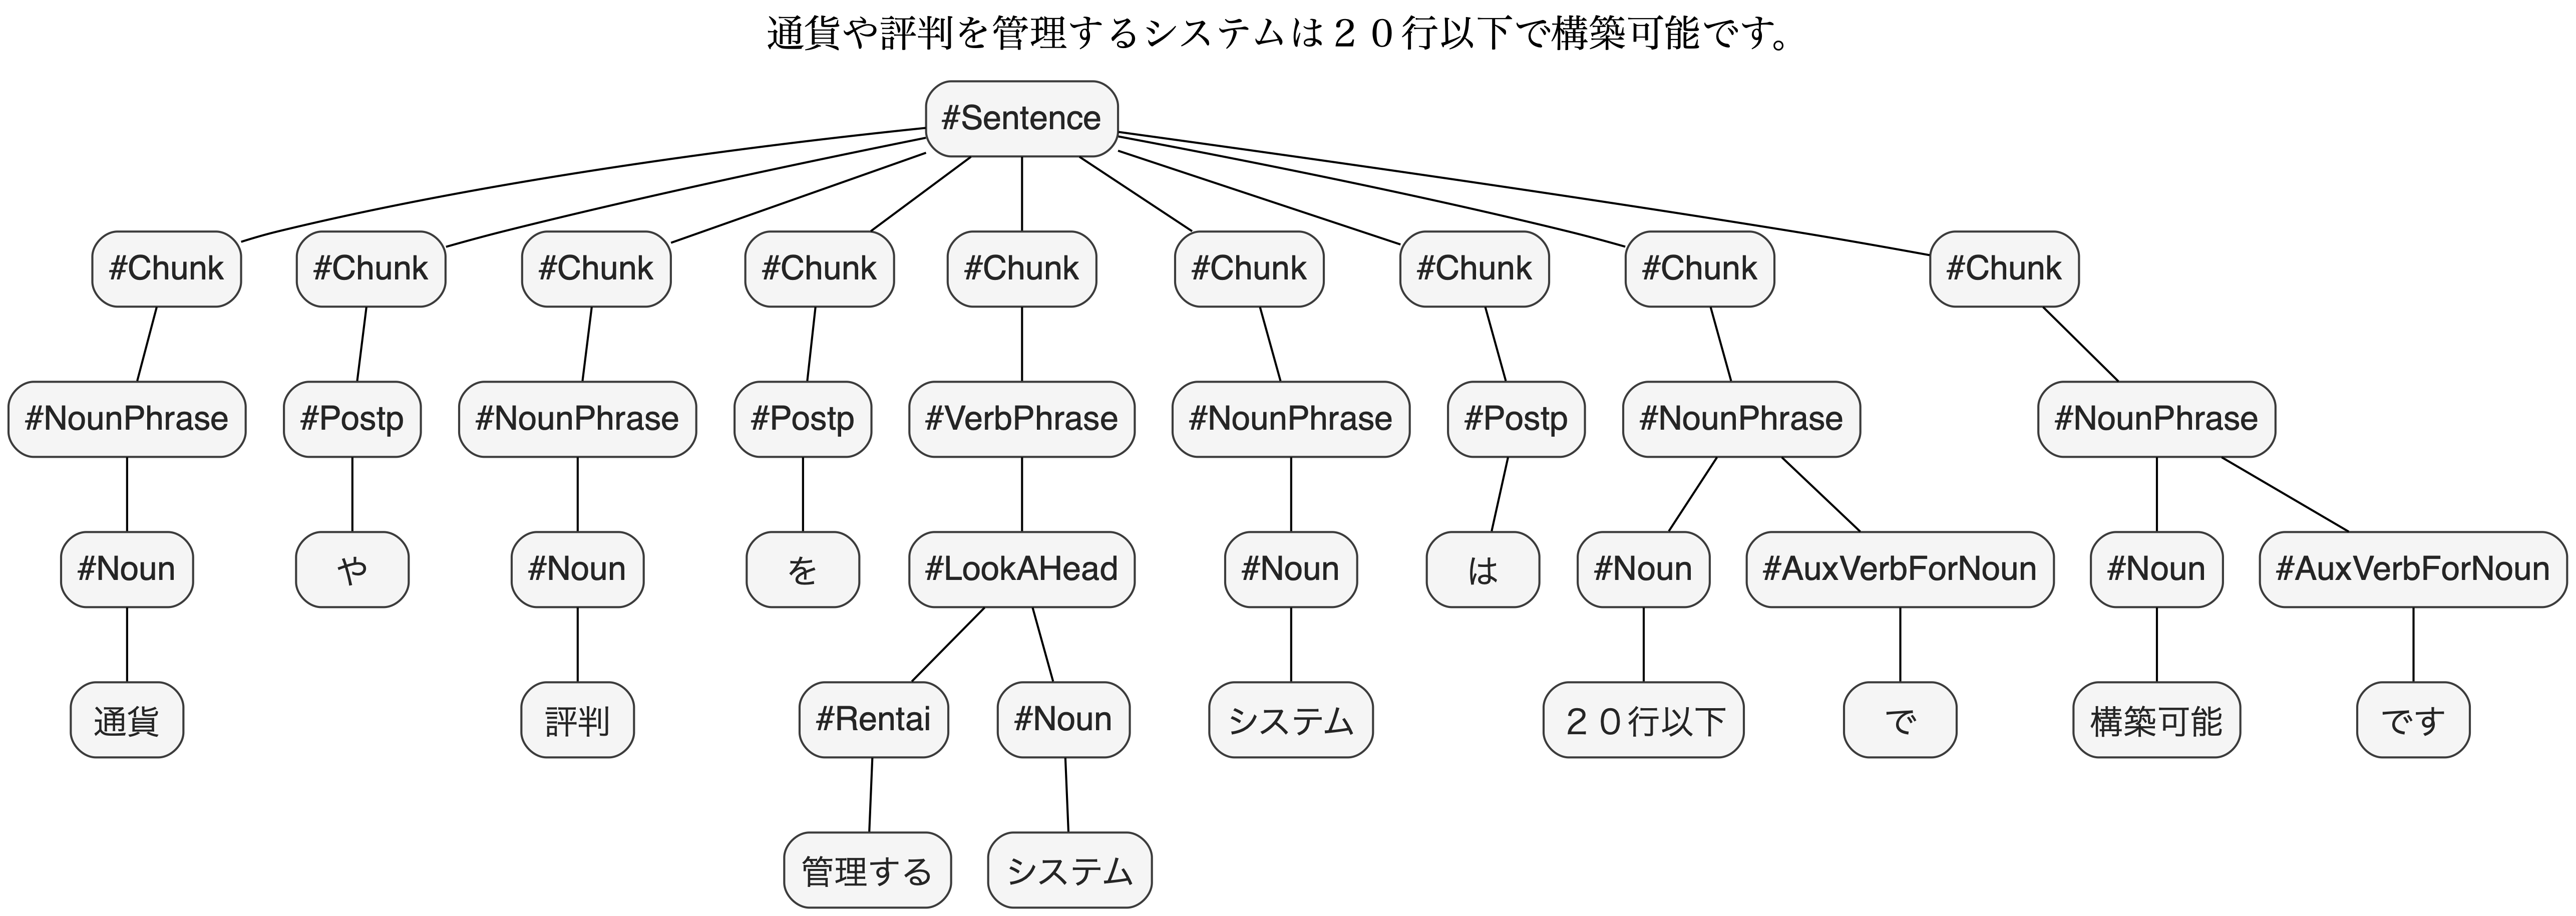 通貨や評判を管理するシステムは２０行以下で構築可能です。
#Sentence
#Chunk #Chunk #Chunk #Chunk #Chunk #Chunk #Chunk #Chunk #Chunk
#NounPhrase #Postp #NounPhrase #Postp #VerbPhrase #NounPhrase #Postp #NounPhrase #NounPhrase
#Noun や #Noun を #LookAHead #Noun は #Noun #AuxVerbForNoun #Noun #AuxVerbForNoun
通貨 評判 #Rentai #Noun システム ２０行以下 で 構築可能 です
管理する システム